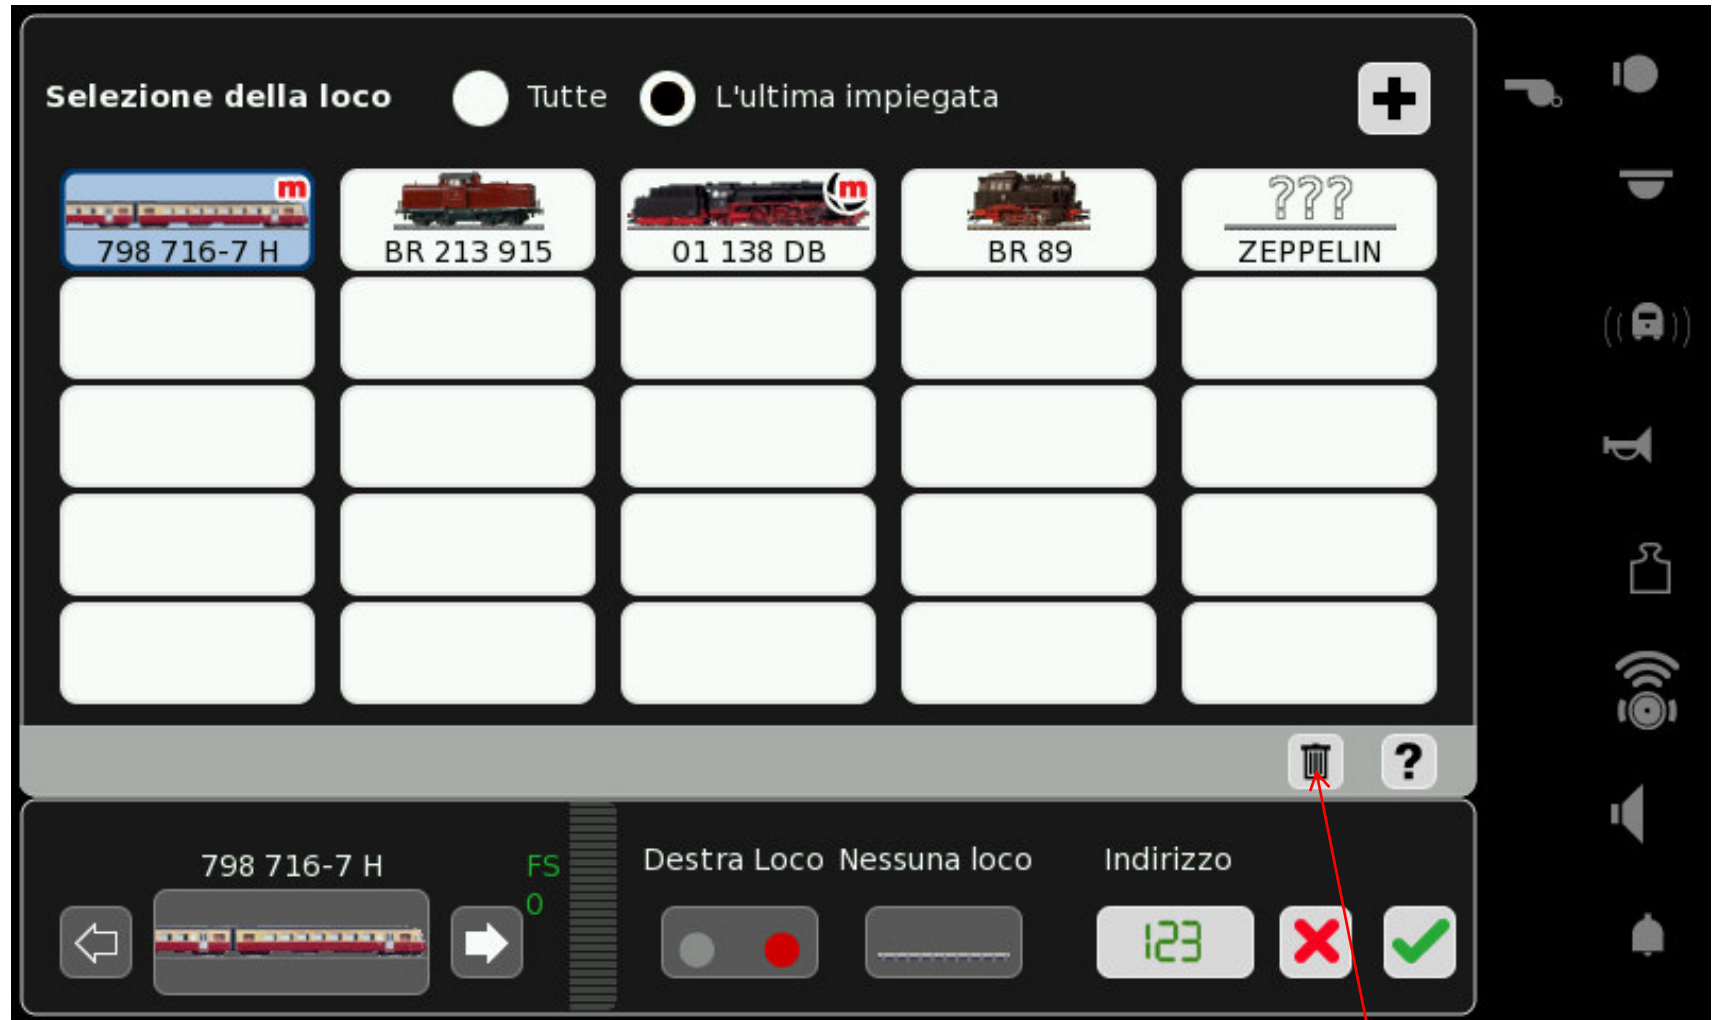 Selezione della loco Tutte L'ultima impiegata
m m ???
798 716-7 H BR 213 915 01 138 DB BR 89 ZEPPELIN
?
798 716-7 H FS Destra Loco Nessuna loco Indirizzo
0
123